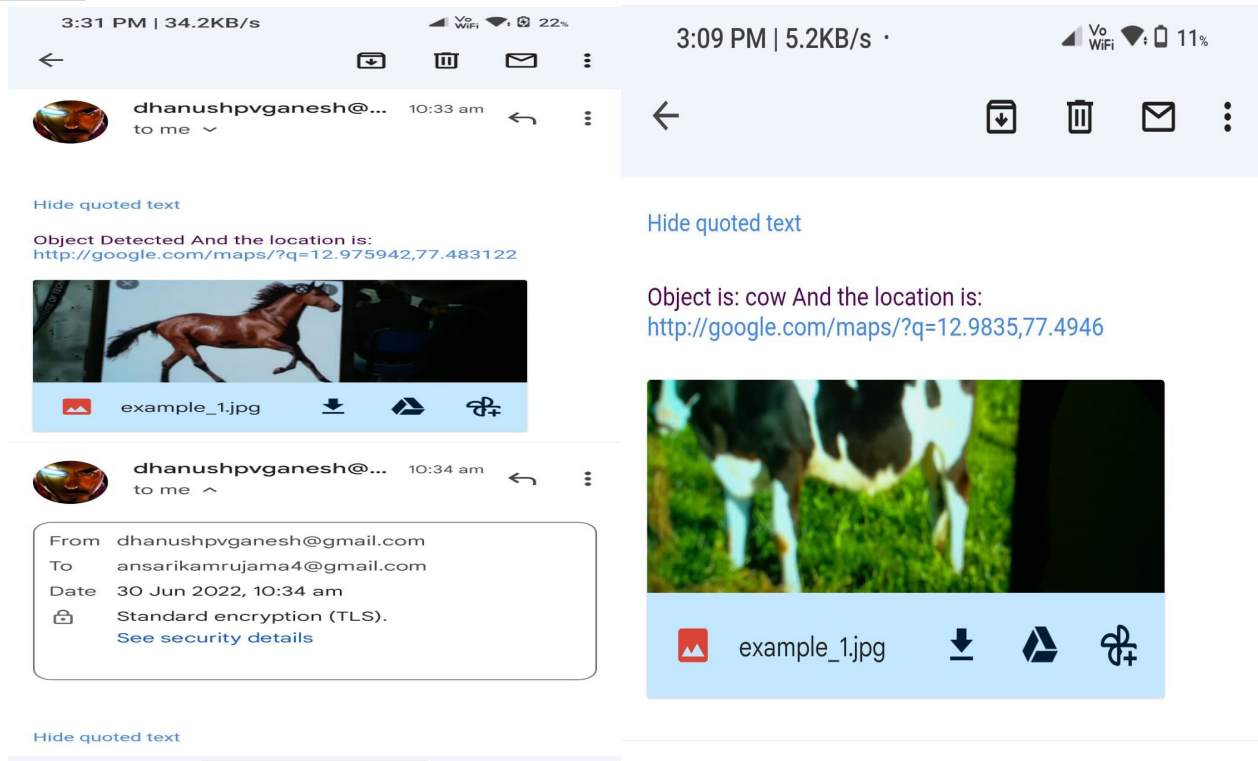 3:31 PM | 34.2KB/s
Vo
WiFi
22%
dhanushpvganesh@... 10:33 am
to me
Hide quoted text
Object Detected And the location is:
http://google.com/maps/?q=12.975942,77.483122
example_1.jpg
dhanushpvganesh@... 10:34 am
to me
From dhanushpvganesh@gmail.com
To ansarikamrujama4@gmail.com
Date 30 Jun 2022, 10:34 am
Standard encryption (TLS).
See security details
Hide quoted text
3:09 PM | 5.2KB/s ·
Vo
WiFi
11%
Hide quoted text
Object is: cow And the location is:
http://google.com/maps/?q=12.9835,77.4946
example_1.jpg